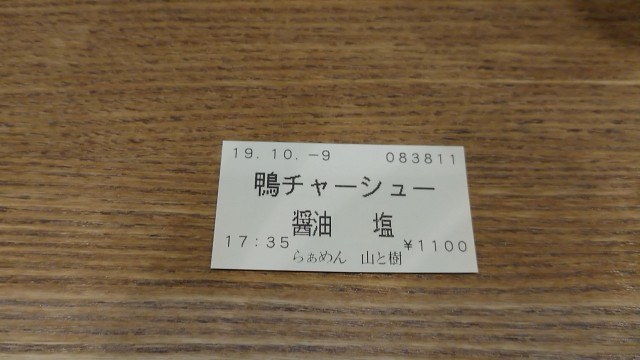 19.10.-9 083811
鴨チャーシュー
醤油 塩
17:35 ¥1100
らぁめん 山と樹